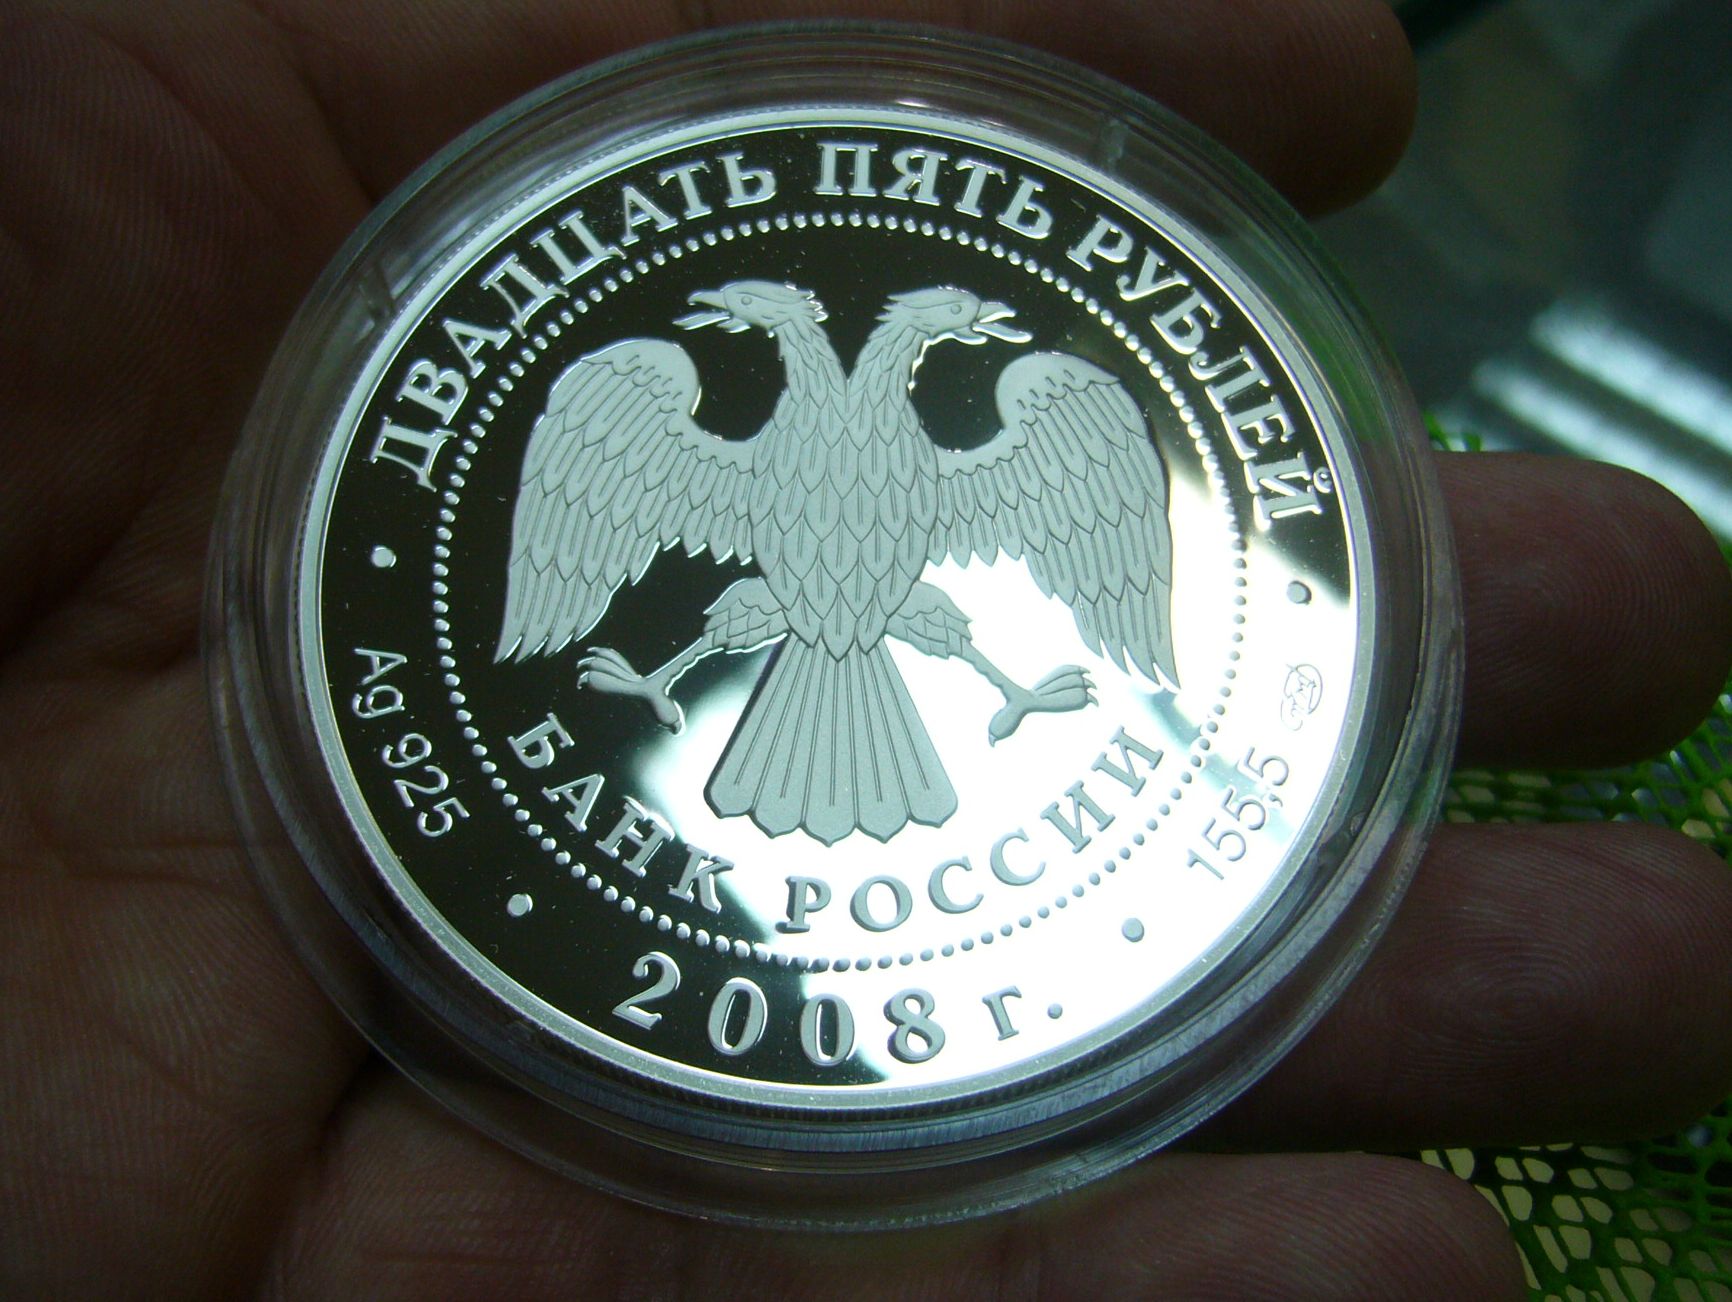 ДВАДЦАТЬ ПЯТЬ РУБЛЕЙ
БАНК РОССИИ
Ag 925
155,5
2008 г.